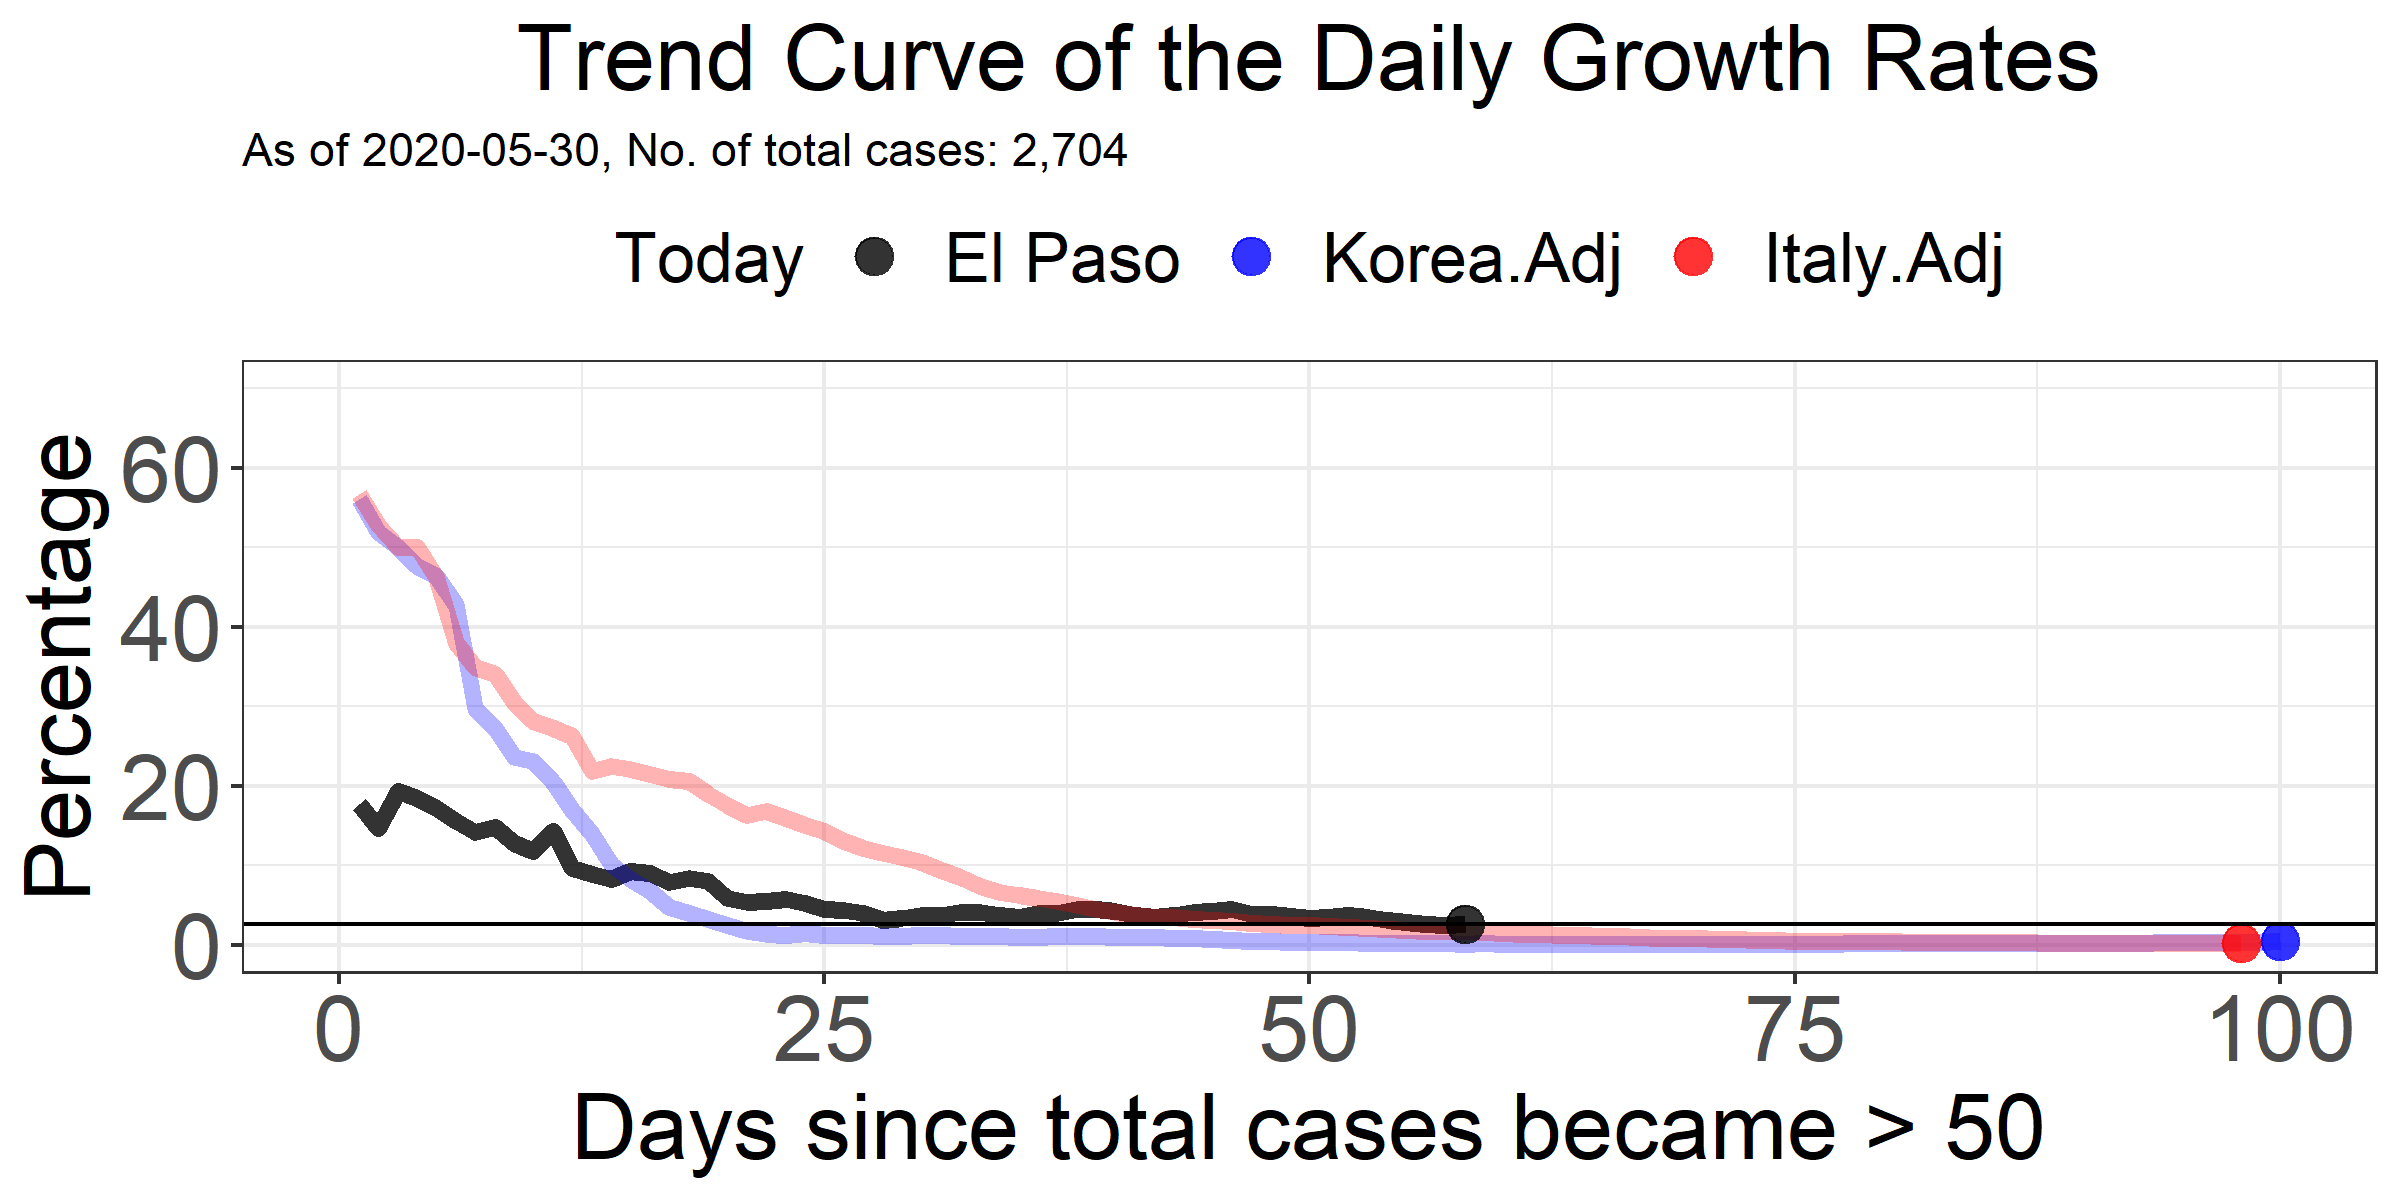 Trend Curve of the Daily Growth Rates
As of 2020-05-30, No. of total cases: 2,704
Today El Paso Korea.Adj Italy.Adj
Percentage
60
40
20
0
0 25 50 75 100
Days since total cases became > 50